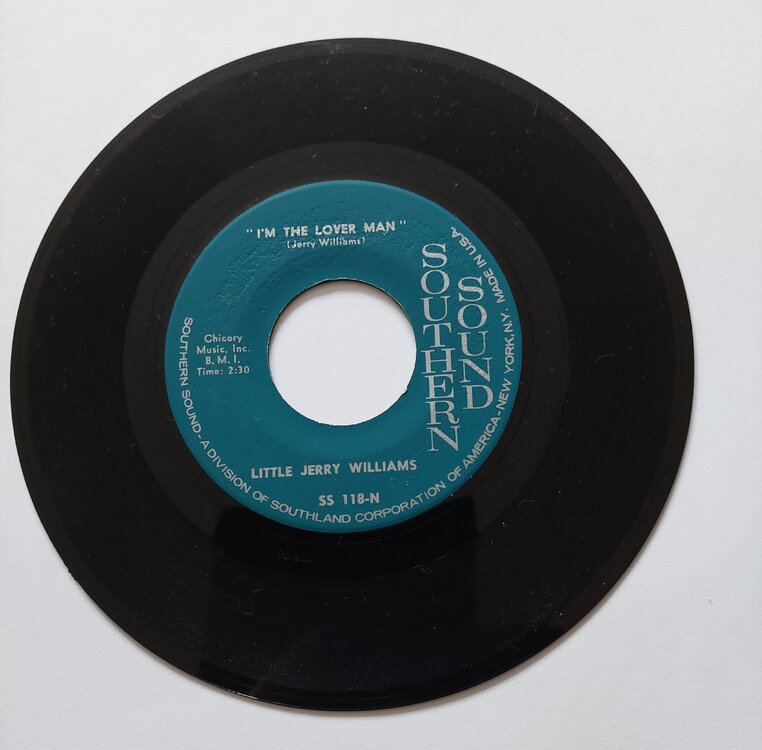 "I'M THE LOVER MAN"
(Jerry Williams)
SOUTHERN
SOUND
Chicory
Music, Inc.
B. M. I.
Time: 2:30
LITTLE JERRY WILLIAMS
SS 118-N
SOUTHERN SOUND-A DIVISION OF SOUTHLAND CORPORATION OF AMERICA-NEW YORK, N.Y. MADE IN U.S.A.